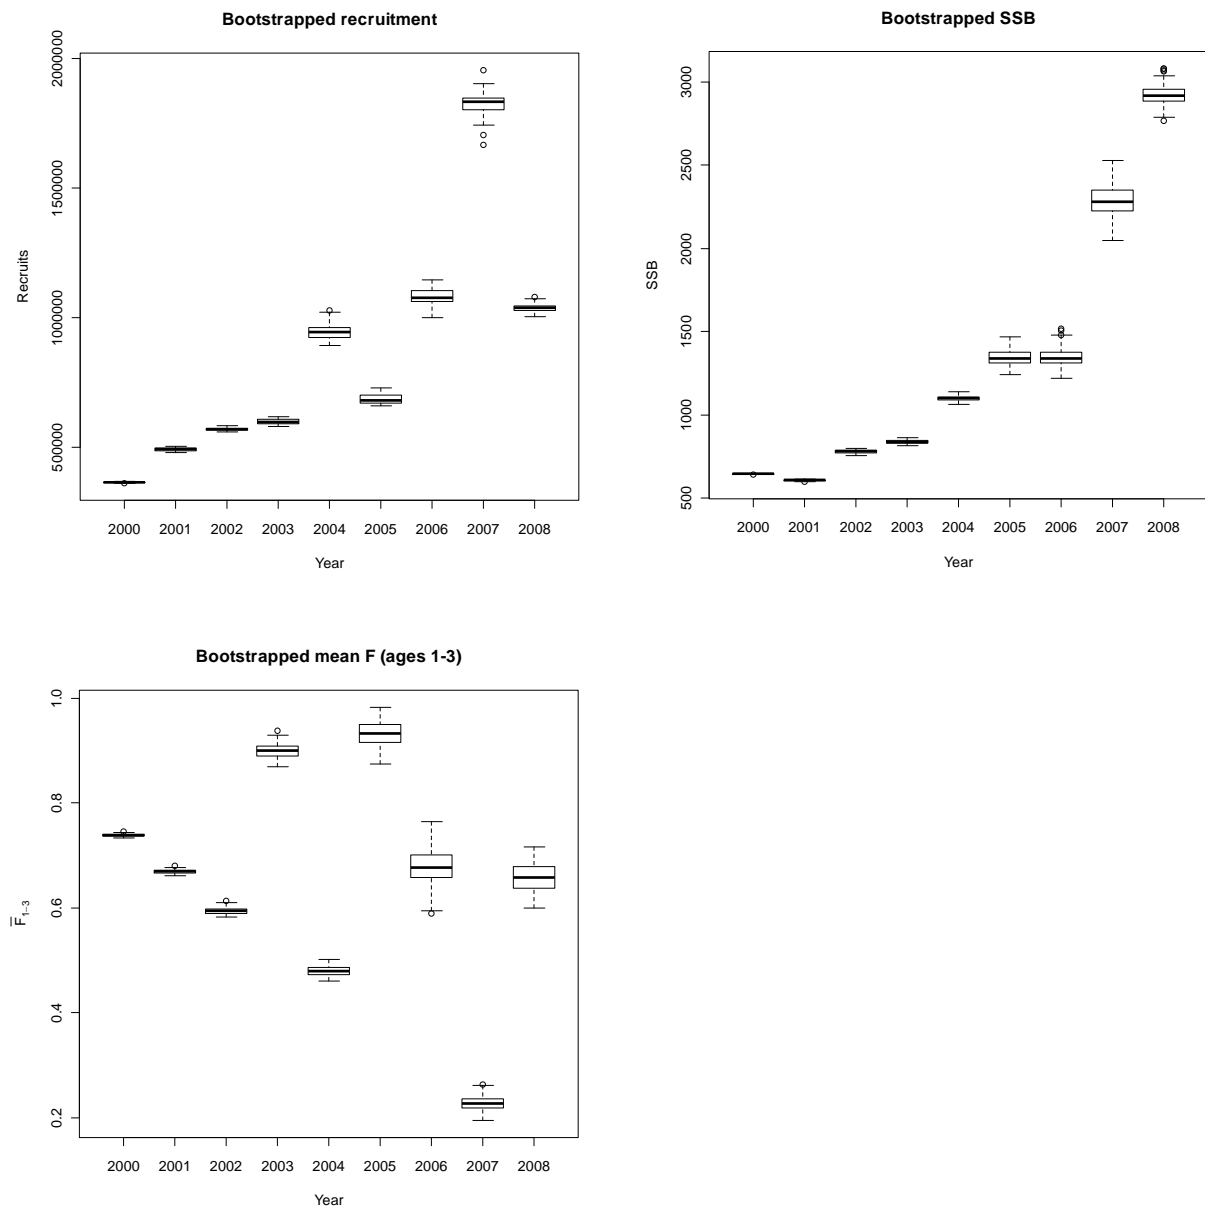 Bootstrapped recruitment
Recruits
2000000
1500000
1000000
500000
2000 2001 2002 2003 2004 2005 2006 2007 2008
Year
Bootstrapped SSB
SSB
3000
2500
2000
1500
1000
500
2000 2001 2002 2003 2004 2005 2006 2007 2008
Year
Bootstrapped mean F (ages 1-3)
F̅1−3
1.0
0.8
0.6
0.4
0.2
2000 2001 2002 2003 2004 2005 2006 2007 2008
Year